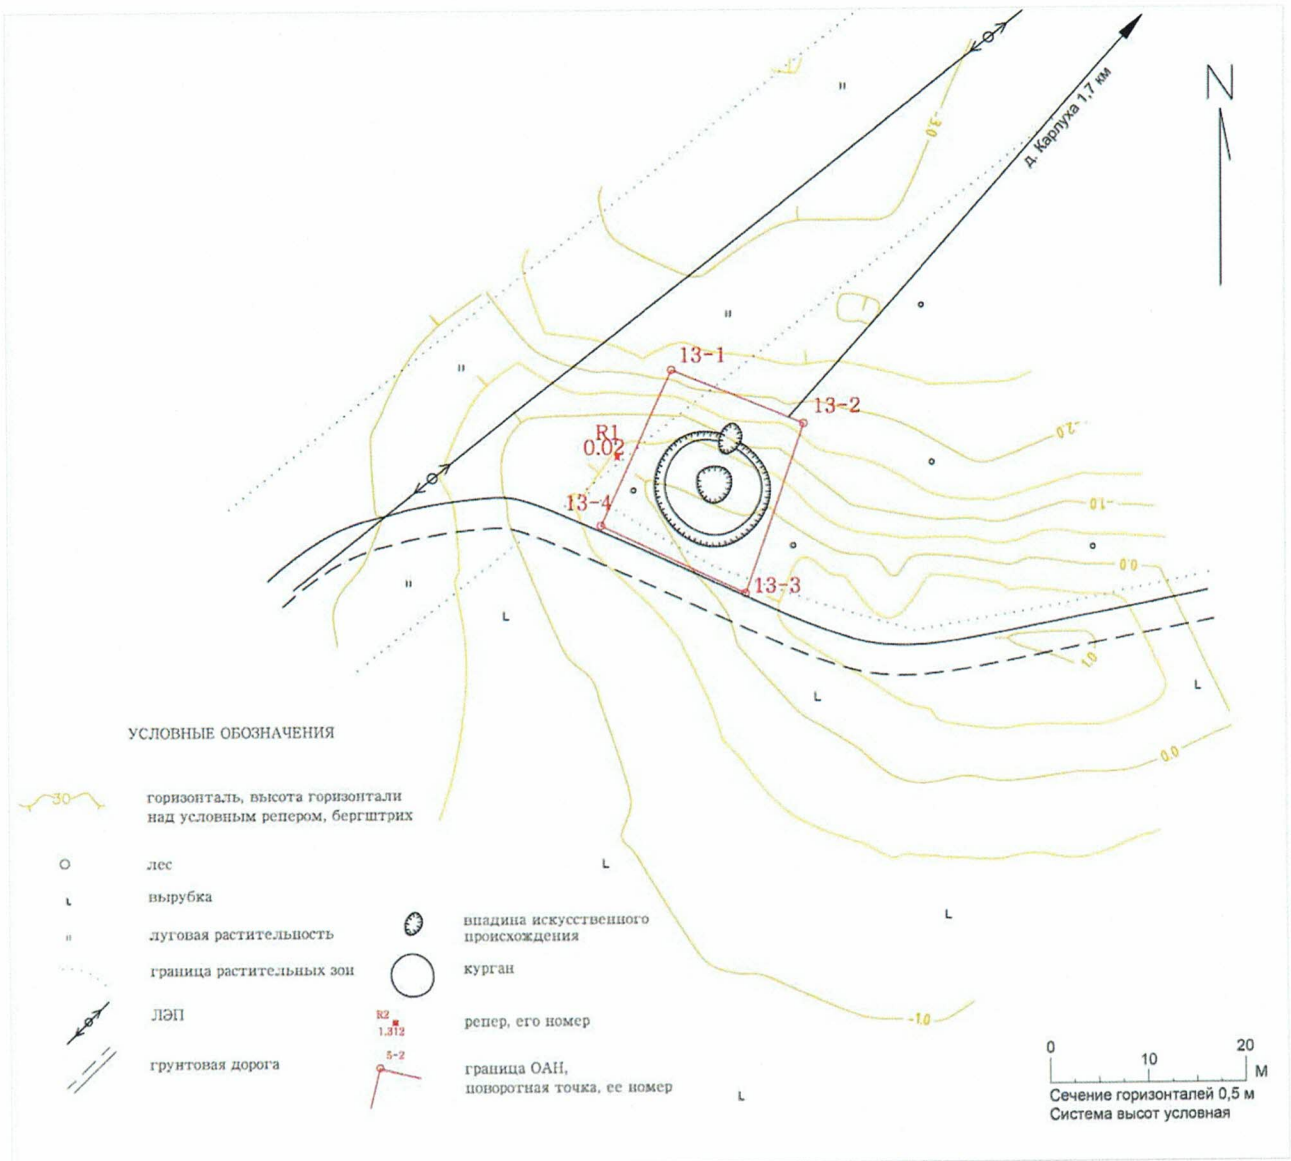 N
д. Карлуха 1,7 км
-3.0
13-1
13-2
R1
0.02
-2.0
13-4
-1.0
0.0
13-3
1.0
0.0
-1.0
УСЛОВНЫЕ ОБОЗНАЧЕНИЯ
30
горизонталь, высота горизонтали
над условным репером, бергштрих
лес
вырубка
луговая растительность
граница растительных зон
ЛЭП
грунтовая дорога
впадина искусственного
происхождения
курган
R2
1.312
репер, его номер
5-2
граница ОАН,
поворотная точка, ее номер
0 10 20
М
Сечение горизонталей 0,5 м
Система высот условная